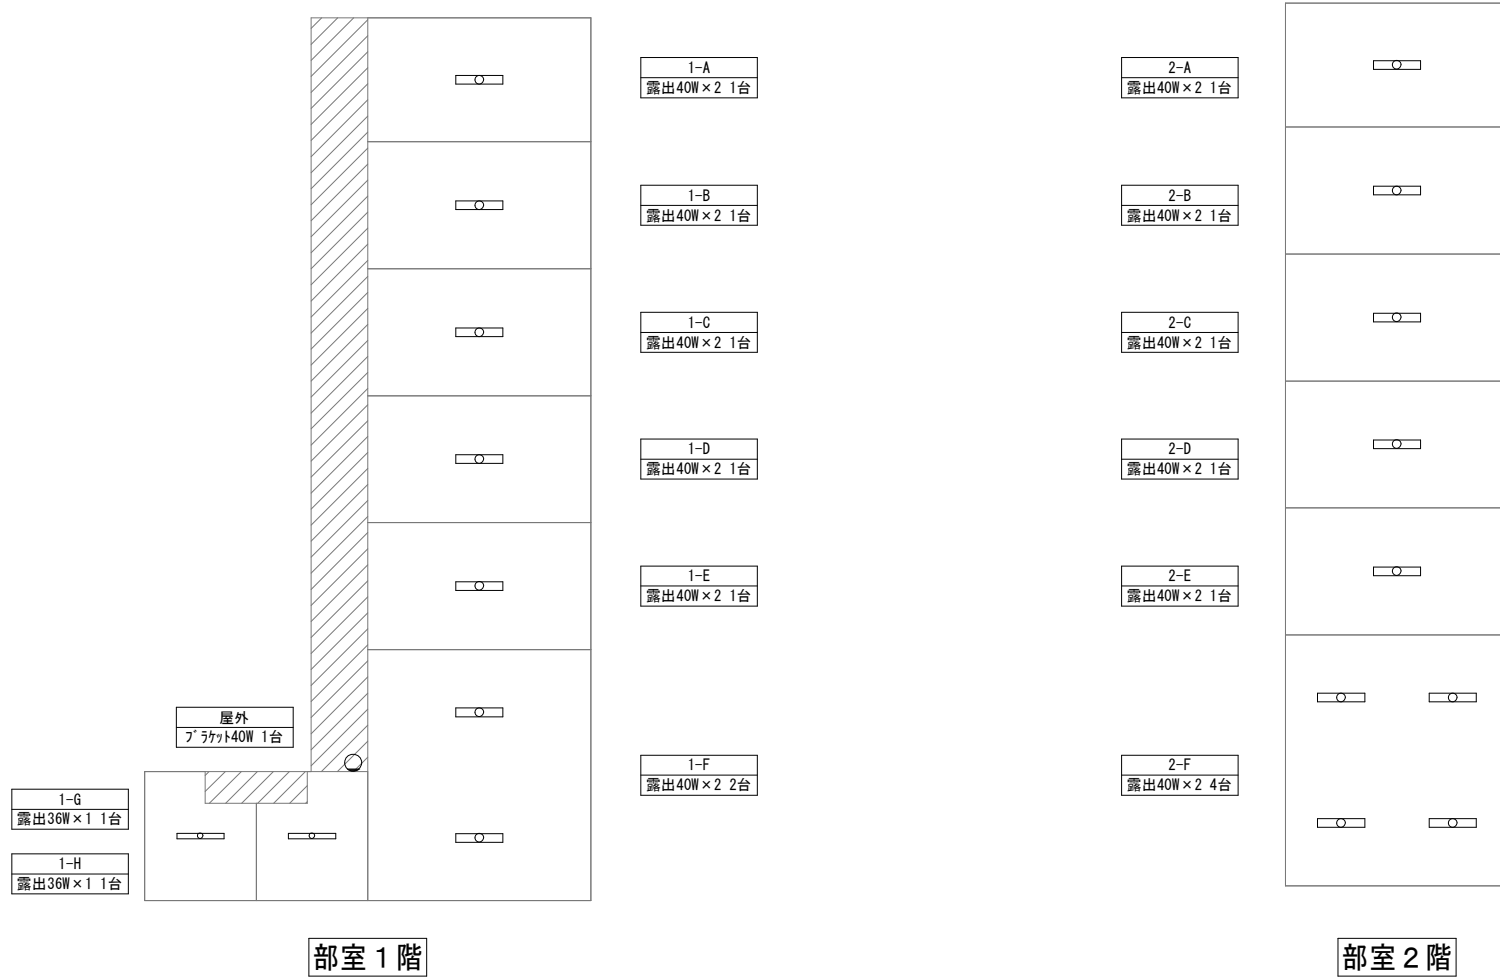 1-A
露出40W×2 1台
1-B
露出40W×2 1台
1-C
露出40W×2 1台
1-D
露出40W×2 1台
1-E
露出40W×2 1台
屋外
ブラケット40W 1台
1-F
露出40W×2 2台
1-G
露出36W×1 1台
1-H
露出36W×1 1台
部室１階
2-A
露出40W×2 1台
2-B
露出40W×2 1台
2-C
露出40W×2 1台
2-D
露出40W×2 1台
2-E
露出40W×2 1台
2-F
露出40W×2 4台
部室２階